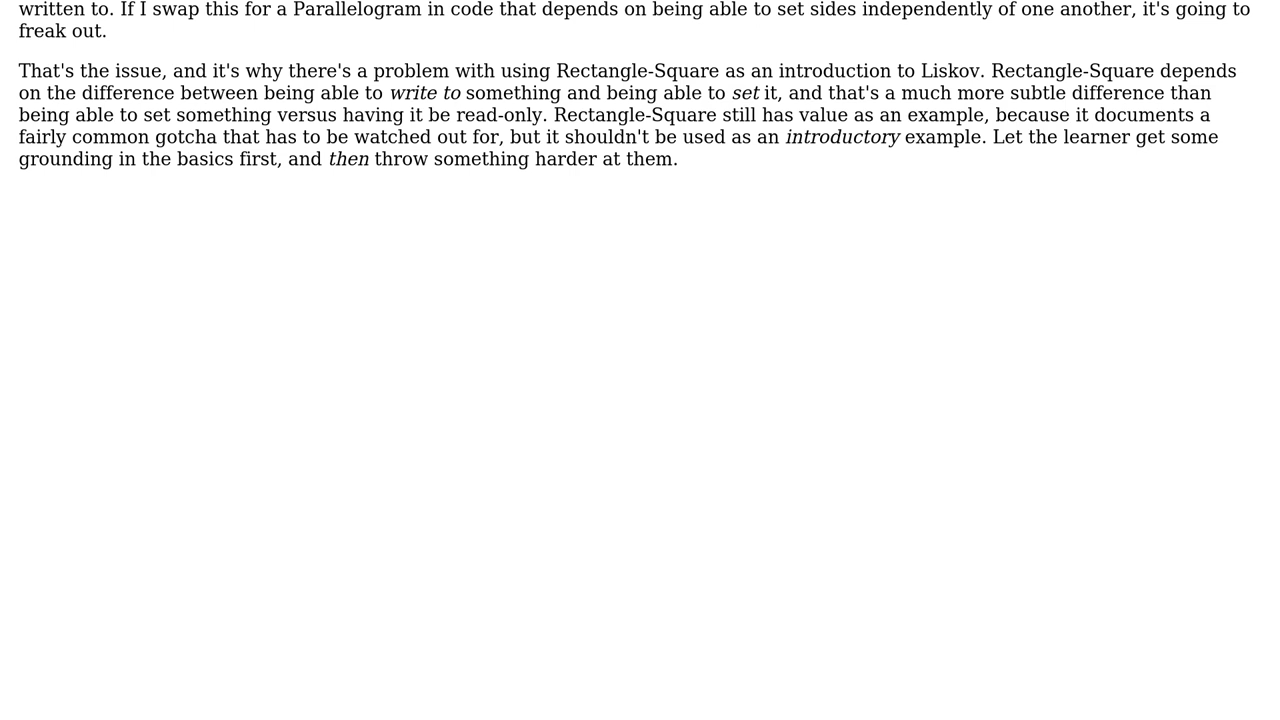 written to. If I swap this for a Parallelogram in code that depends on being able to set sides independently of one another, it's going to
freak out.
That's the issue, and it's why there's a problem with using Rectangle-Square as an introduction to Liskov. Rectangle-Square depends
on the difference between being able to write to something and being able to set it, and that's a much more subtle difference than
being able to set something versus having it be read-only. Rectangle-Square still has value as an example, because it documents a
fairly common gotcha that has to be watched out for, but it shouldn't be used as an introductory example. Let the learner get some
grounding in the basics first, and then throw something harder at them.